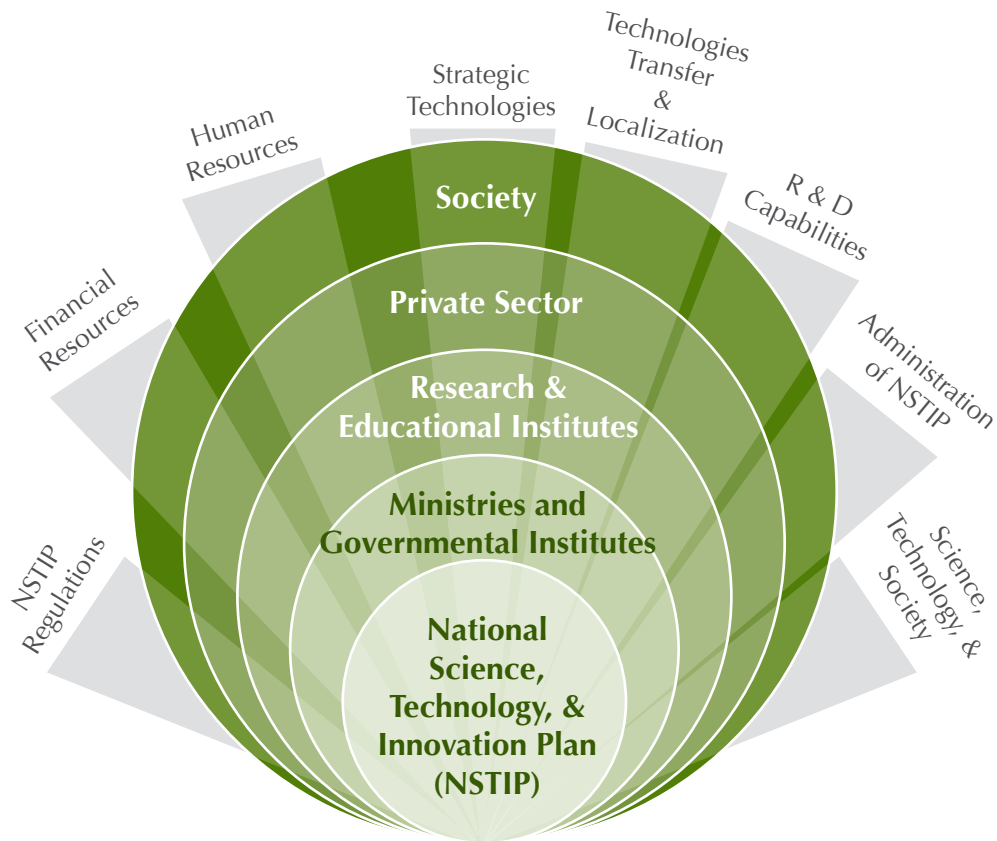 Technologies
Transfer
&
Localization
Strategic
Technologies
Human
Resources
R & D
Capabilities
Financial
Resources
Administration
of NSTIP
NSTIP
Regulations
Science,
Technology, &
Society
Society
Private Sector
Research &
Educational Institutes
Ministries and
Governmental Institutes
National
Science,
Technology, &
Innovation Plan
(NSTIP)